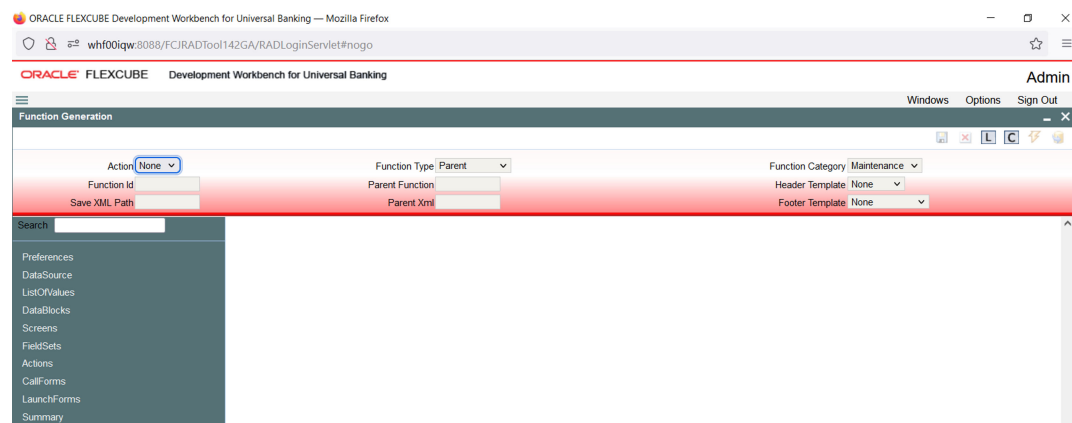 ORACLE FLEXCUBE Development Workbench for Universal Banking — Mozilla Firefox
whf00iqw:8088/FCJRADTool142GA/RADLoginServlet#nogo
ORACLE FLEXCUBE Development Workbench for Universal Banking Admin
Windows Options Sign Out
Function Generation
L C
Action None Function Type Parent Function Category Maintenance
Function Id Parent Function Header Template None
Save XML Path Parent Xml Footer Template None
Search
Preferences
DataSource
ListOfValues
DataBlocks
Screens
FieldSets
Actions
CallForms
LaunchForms
Summary